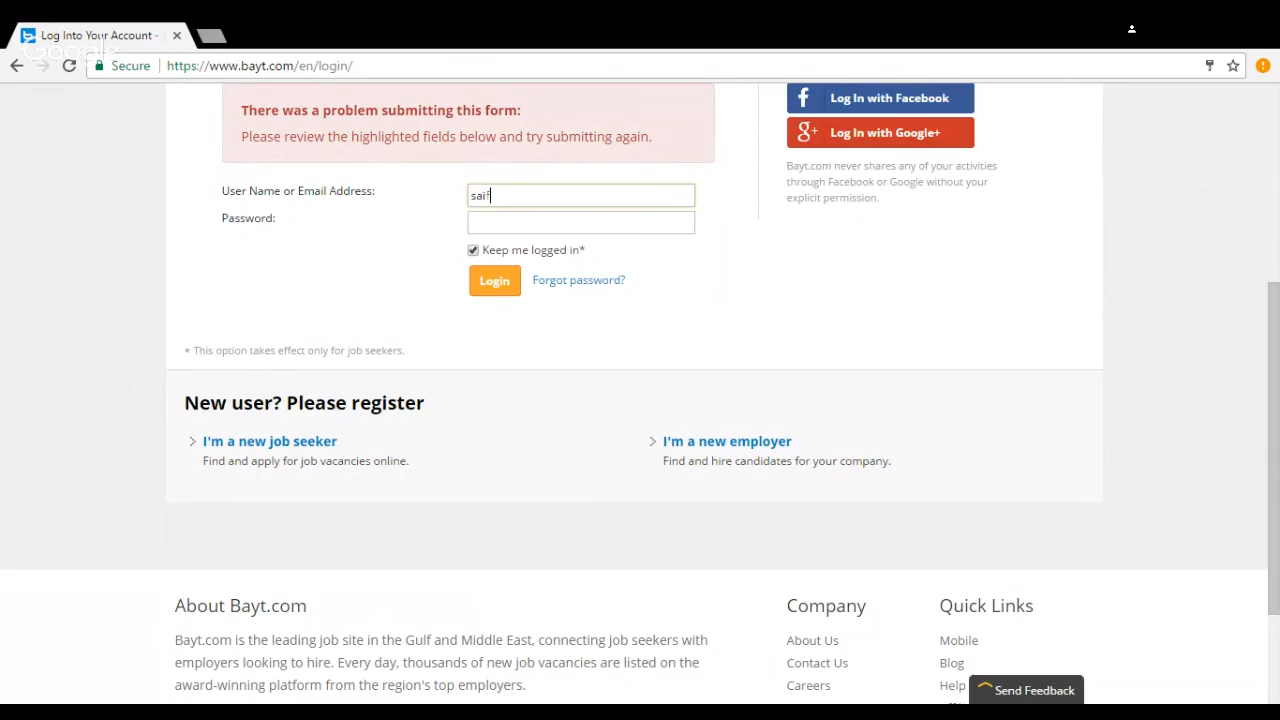 Log Into Your Account -
Google
Secure
https://www.bayt.com/en/login/
There was a problem submitting this form:
Please review the highlighted fields below and try submitting again.
User Name or Email Address:
saif
Password:
Keep me logged in*
Login
Forgot password?
* This option takes effect only for job seekers.
Log In with Facebook
g+ Log In with Google+
Bayt.com never shares any of your activities
through Facebook or Google without your
explicit permission.
New user? Please register
I'm a new job seeker
Find and apply for job vacancies online.
I'm a new employer
Find and hire candidates for your company.
About Bayt.com
Bayt.com is the leading job site in the Gulf and Middle East, connecting job seekers with
employers looking to hire. Every day, thousands of new job vacancies are listed on the
award-winning platform from the region's top employers.
Company
About Us
Contact Us
Careers
Quick Links
Mobile
Blog
Help
Send Feedback